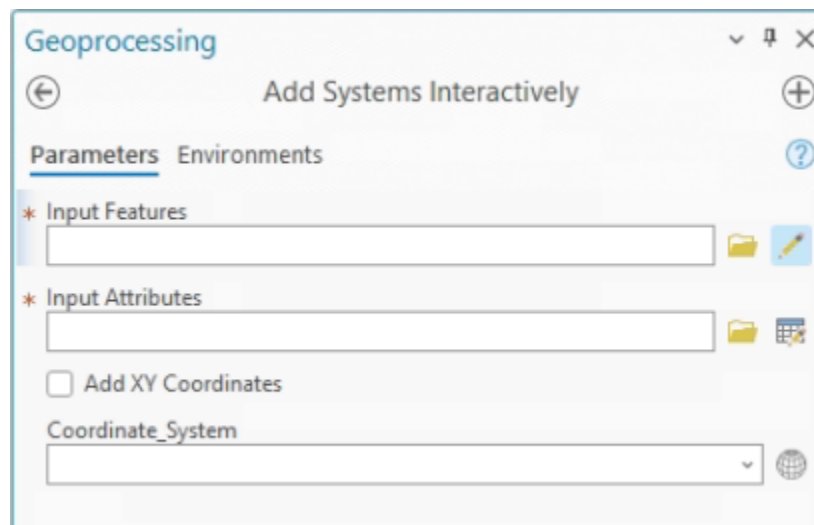 Geoprocessing
Add Systems Interactively
Parameters Environments
* Input Features
* Input Attributes
Add XY Coordinates
Coordinate_System